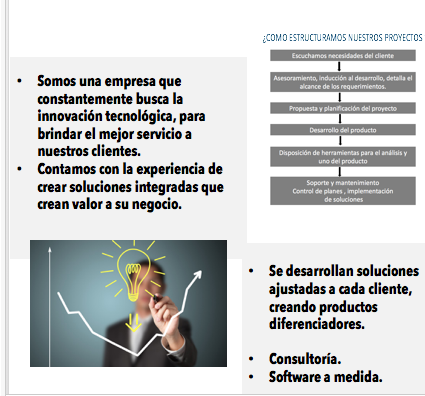 ¿COMO ESTRUCTURAMOS NUESTROS PROYECTOS
Escuchamos necesidades del cliente
Asesoramiento, inducción al desarrollo, detalla el
alcance de los requerimientos.
Propuesta y planificación del proyecto
Desarrollo del producto
Disposición de herramientas para el análisis y
uno del producto
Soporte y mantenimiento
Control de planes , implementación
de soluciones
• Somos una empresa que
constantemente busca la
innovación tecnológica, para
brindar el mejor servicio a
nuestros clientes.
• Contamos con la experiencia de
crear soluciones integradas que
crean valor a su negocio.
• Se desarrollan soluciones
ajustadas a cada cliente,
creando productos
diferenciadores.
• Consultoría.
• Software a medida.